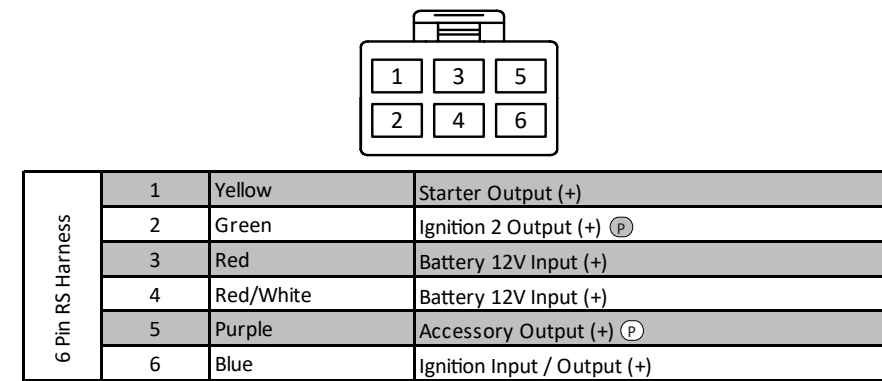 1 3 5
2 4 6
6 Pin RS Harness
1 Yellow Starter Output (+)
2 Green Ignition 2 Output (+) P
3 Red Battery 12V Input (+)
4 Red/White Battery 12V Input (+)
5 Purple Accessory Output (+) P
6 Blue Ignition Input / Output (+)